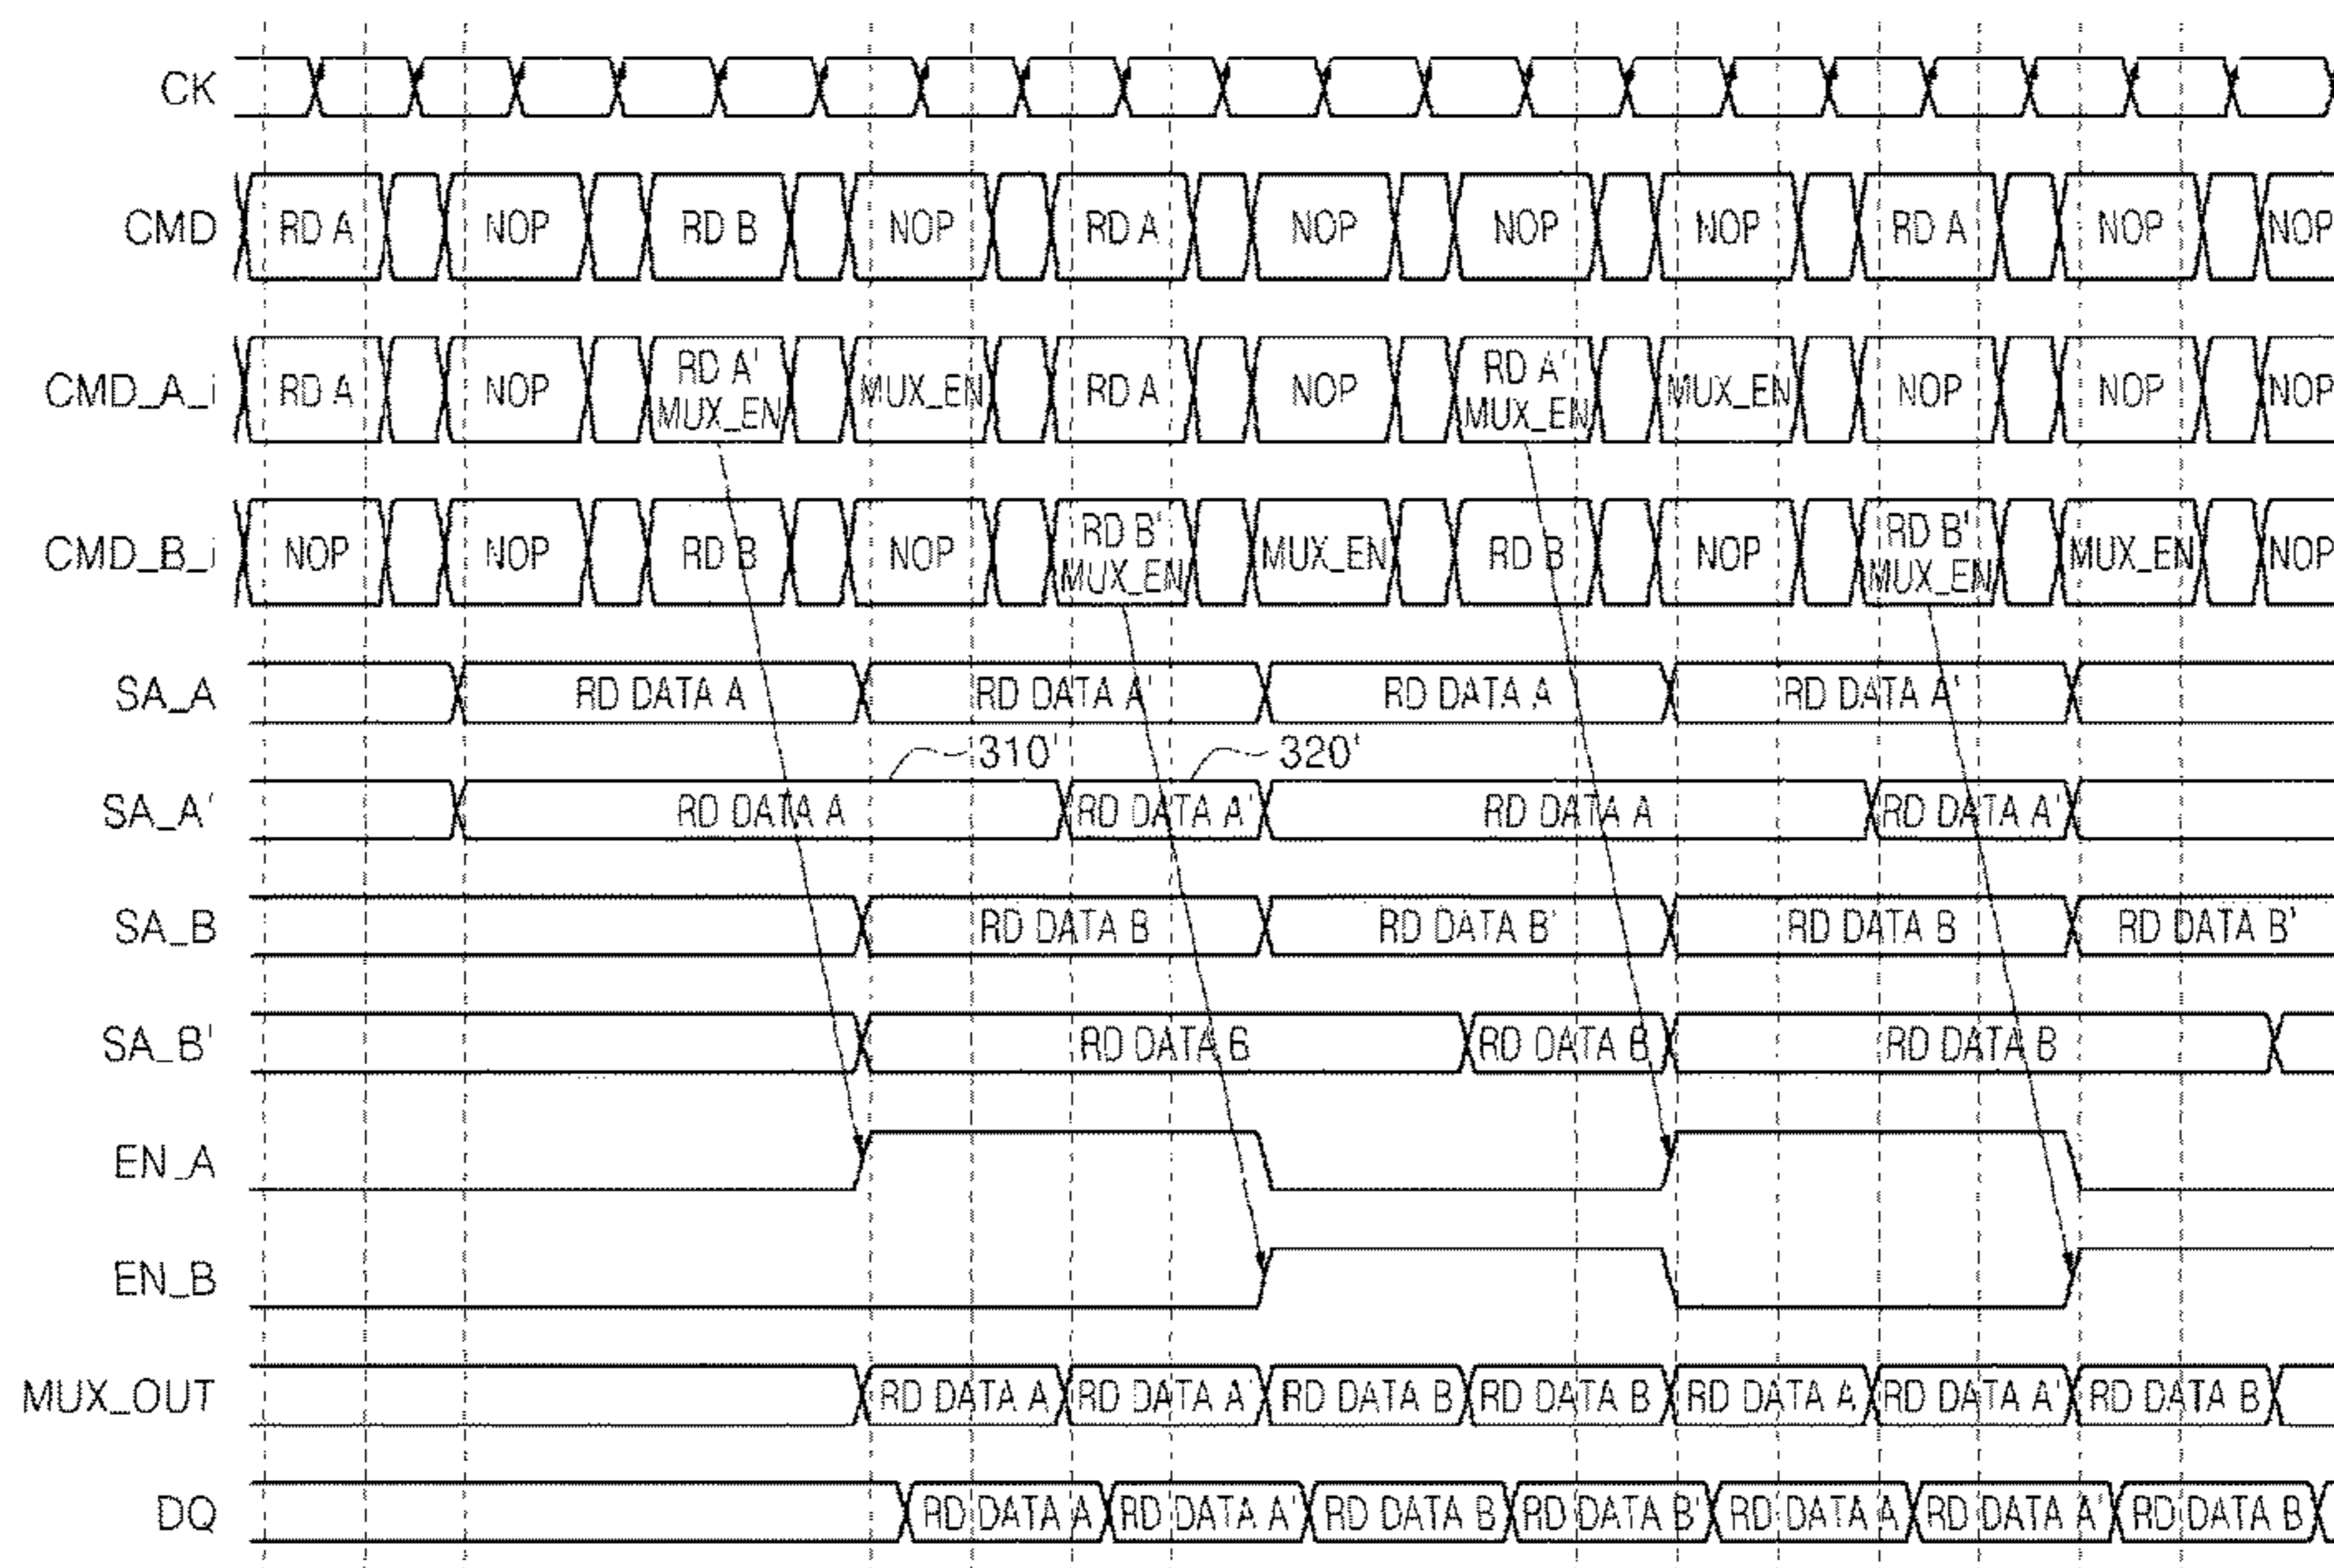 CK
CMD RD A NOP RD B NOP RD A NOP NOP NOP RD A NOP NOP
CMD_A_i RD A NOP RD A' MUX_EN MUX_EN RD A NOP RD A' MUX_EN MUX_EN NOP NOP NOP
CMD_B_i NOP NOP RD B NOP RD B' MUX_EN MUX_EN RD B NOP RD B' MUX_EN MUX_EN NOP
SA_A RD DATA A RD DATA A' RD DATA A RD DATA A'
310' 320'
SA_A' RD DATA A RD DATA A' RD DATA A RD DATA A'
SA_B RD DATA B RD DATA B' RD DATA B RD DATA B'
SA_B' RD DATA B RD DATA B RD DATA B
EN_A
EN_B
MUX_OUT RD DATA A RD DATA A' RD DATA B RD DATA B RD DATA A RD DATA A' RD DATA B
DQ RD DATA A RD DATA A' RD DATA B RD DATA B' RD DATA A RD DATA A' RD DATA B